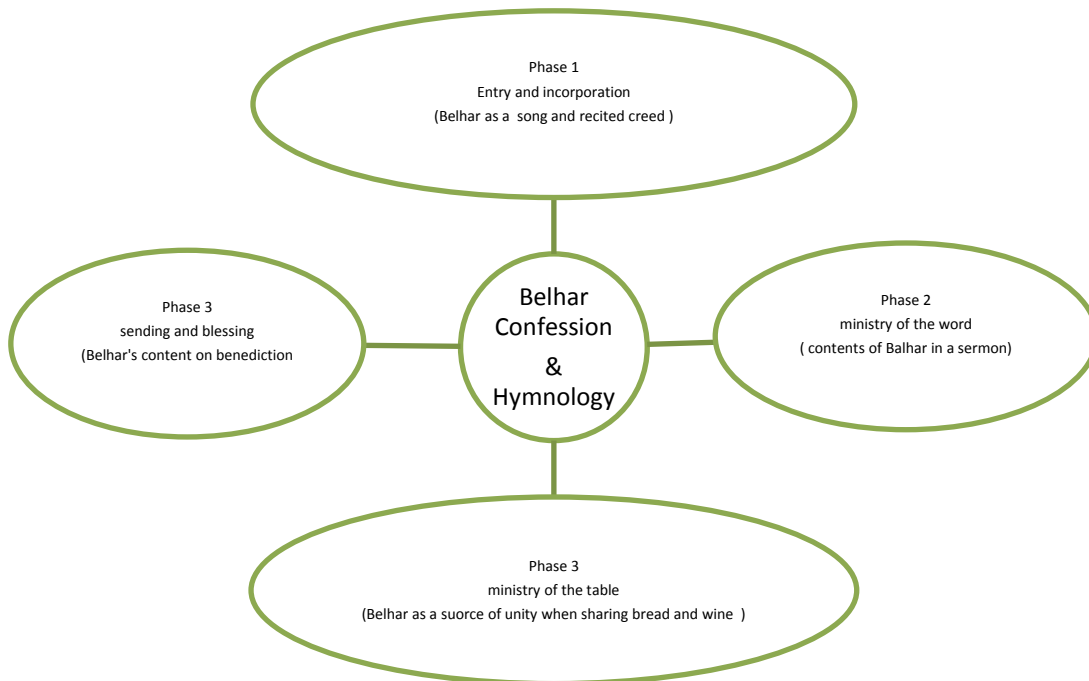 Phase 1
Entry and incorporation
(Belhar as a song and recited creed )
Phase 3
sending and blessing
(Belhar's content on benediction
Belhar
Confession
&
Hymnology
Phase 2
ministry of the word
( contents of Balhar in a sermon)
Phase 3
ministry of the table
(Belhar as a suorce of unity when sharing bread and wine )